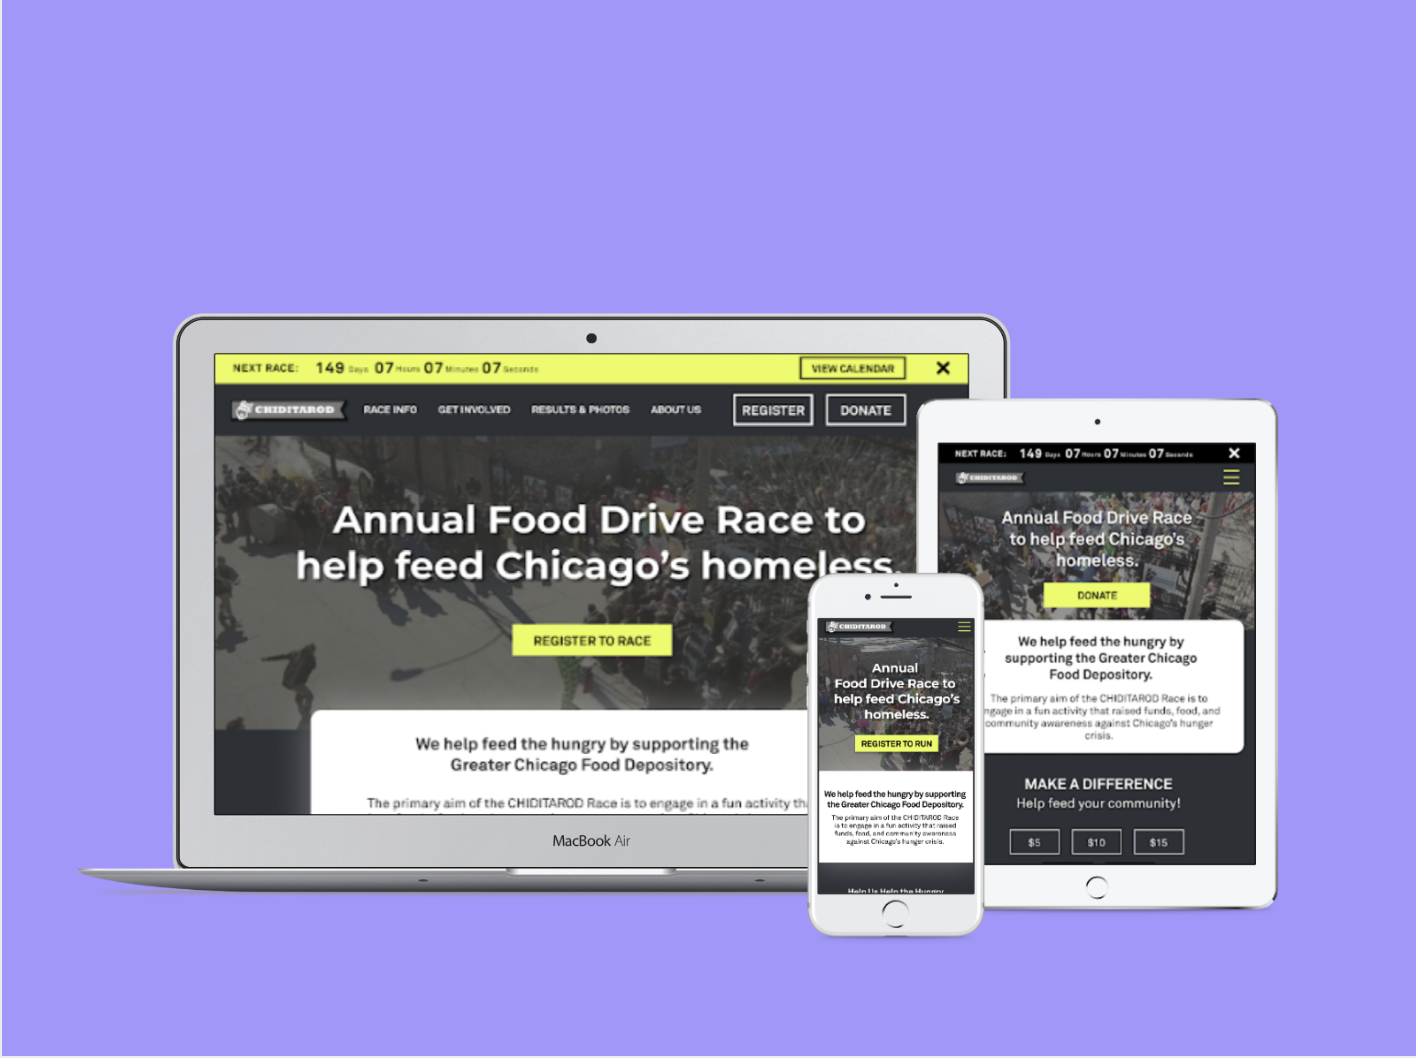 NEXT RACE: 149 Days 07 Hours 07 Minutes 07 Seconds
VIEW CALENDAR
CHIDITAROD
RACE INFO
GET INVOLVED
RESULTS & PHOTOS
ABOUT US
REGISTER
DONATE
Annual Food Drive Race to
help feed Chicago's homeless.
REGISTER TO RACE
We help feed the hungry by supporting the
Greater Chicago Food Depository.
The primary aim of the CHIDITAROD Race is to engage in a fun activity
MacBook Air
CHIDITAROD
Annual
Food Drive Race to
help feed Chicago's
homeless.
REGISTER TO RUN
We help feed the hungry by supporting
the Greater Chicago Food Depository.
The primary aim of the CHIDITAROD Race
is to engage in a fun activity that raised
funds, food, and community awareness
against Chicago's hunger crisis.
Help Us Help the Hungry
NEXT RACE: 149 Days 07 Hours 07 Minutes 07 Seconds
CHIDITAROD
Annual Food Drive Race
to help feed Chicago's
homeless.
DONATE
We help feed the hungry by
supporting the Greater Chicago
Food Depository.
The primary aim of the CHIDITAROD Race is to
engage in a fun activity that raised funds, food, and
community awareness against Chicago's hunger
crisis.
MAKE A DIFFERENCE
Help feed your community!
$5
$10
$15